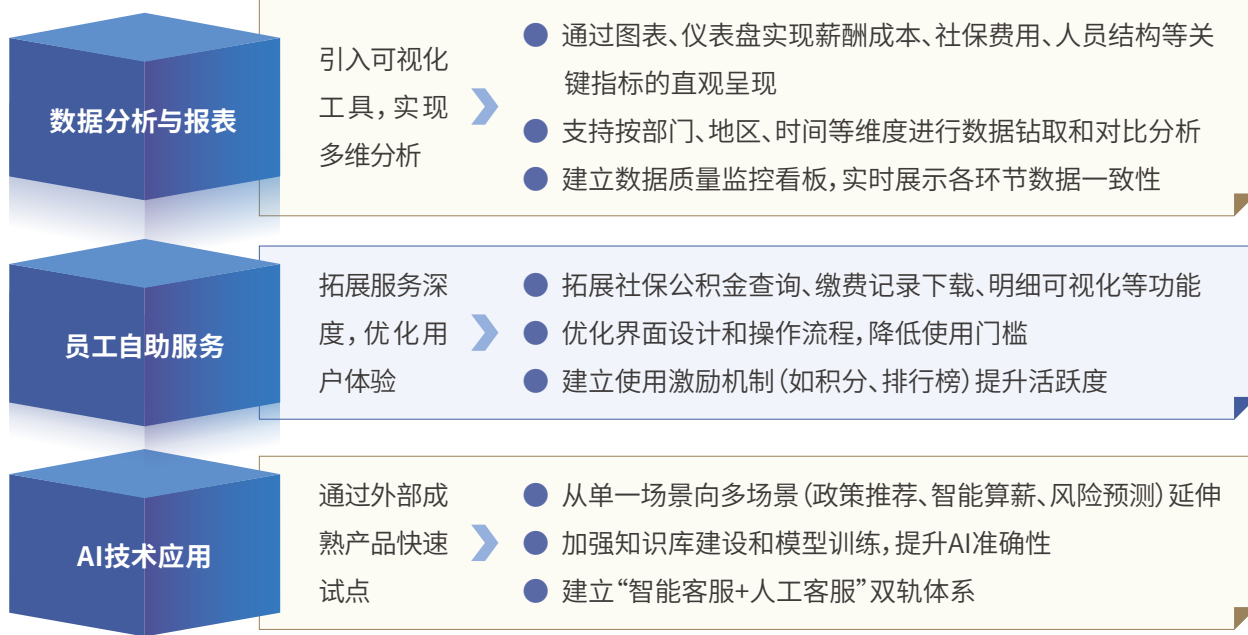 数据分析与报表
引入可视化
工具，实现
多维分析
通过图表、仪表盘实现薪酬成本、社保费用、人员结构等关
键指标的直观呈现
支持按部门、地区、时间等维度进行数据钻取和对比分析
建立数据质量监控看板，实时展示各环节数据一致性
员工自助服务
拓展服务深
度，优化用
户体验
拓展社保公积金查询、缴费记录下载、明细可视化等功能
优化界面设计和操作流程，降低使用门槛
建立使用激励机制（如积分、排行榜）提升活跃度
AI技术应用
通过外部成
熟产品快速
试点
从单一场景向多场景（政策推荐、智能算薪、风险预测）延伸
加强知识库建设和模型训练，提升AI准确性
建立“智能客服+人工客服”双轨体系